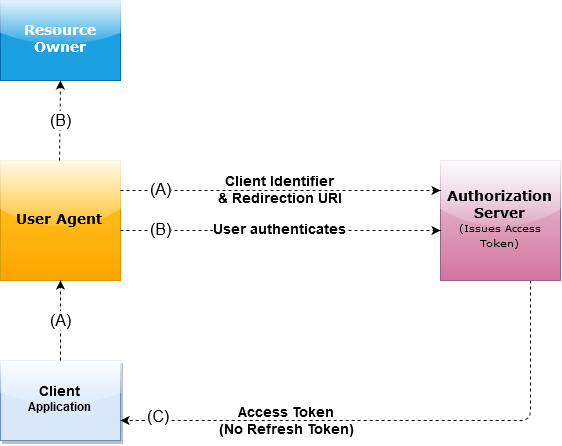 Resource
Owner
(B)
User Agent
(A)
Client Identifier
& Redirection URI
(B)
User authenticates
Authorization
Server
(Issues Access
Token)
(A)
Client
Application
(C)
Access Token
(No Refresh Token)